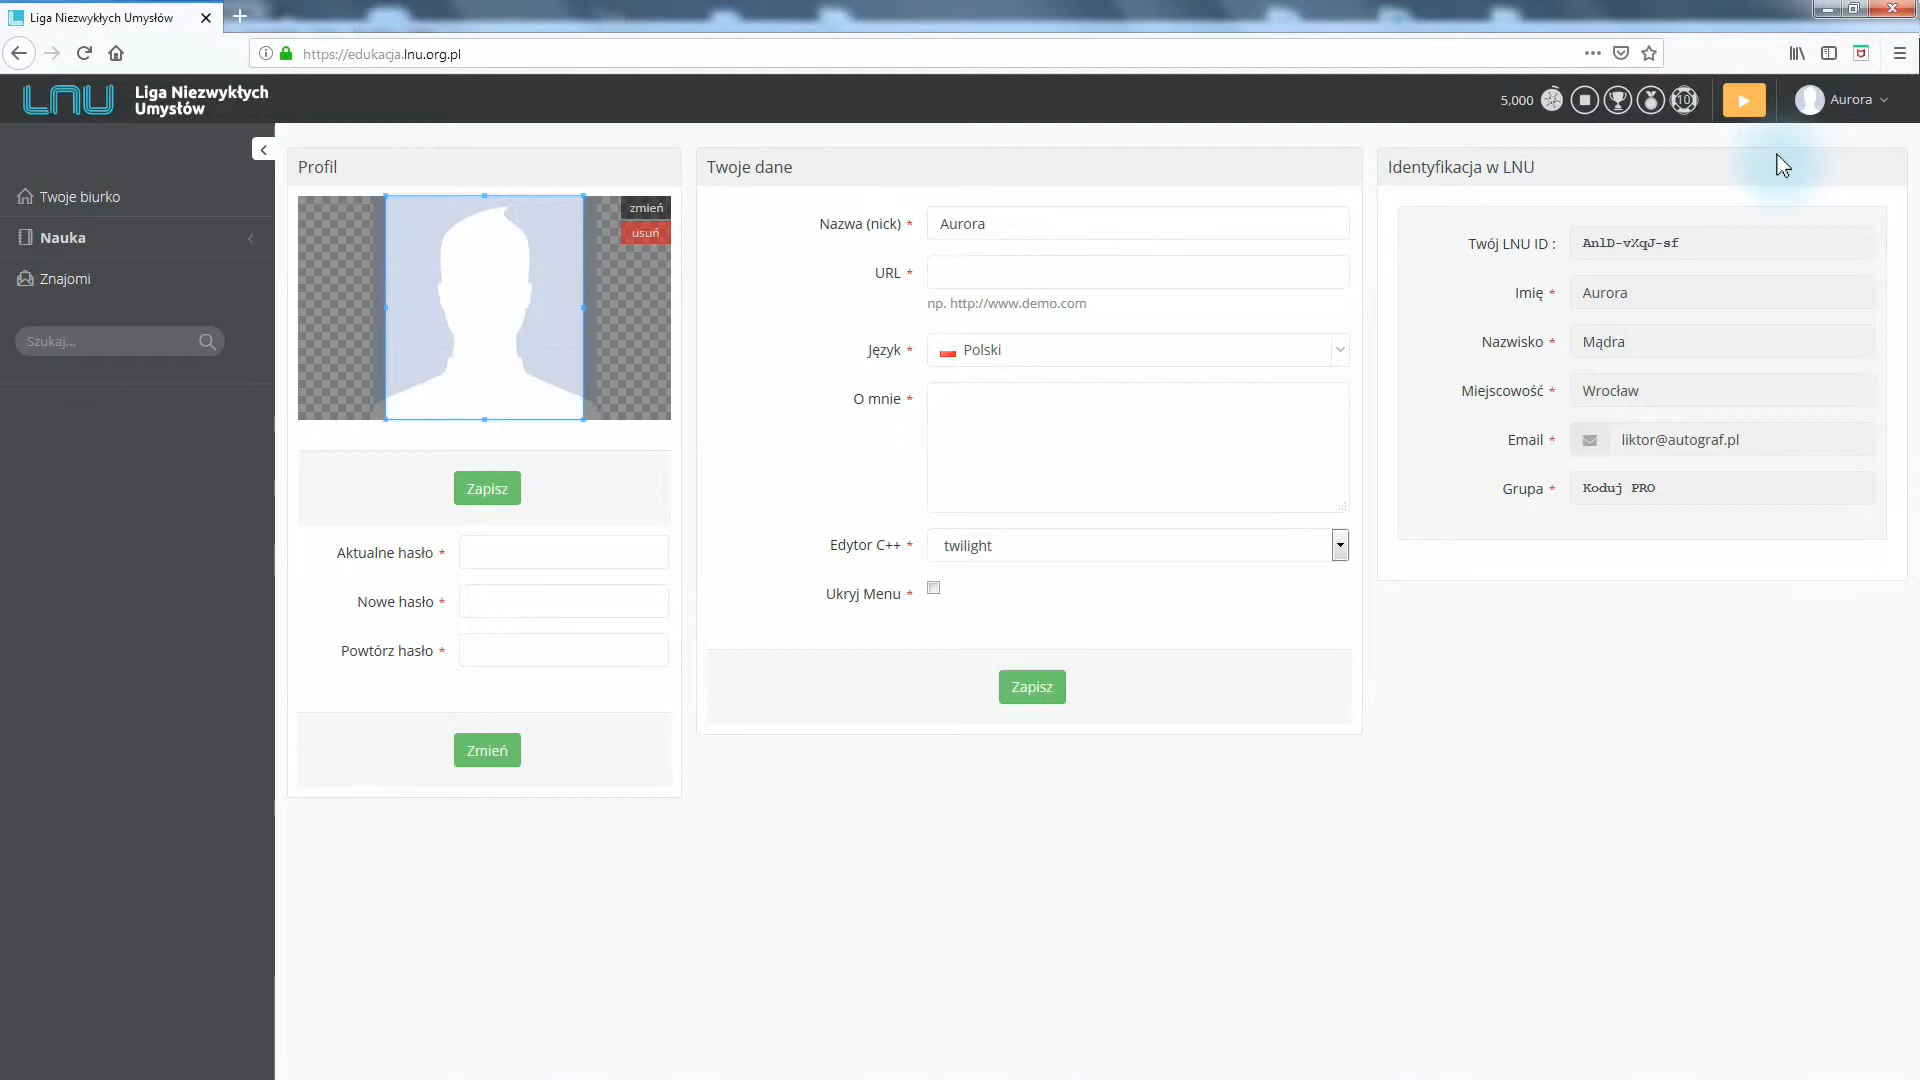 Liga Niezwykłych Umysłów
https://edukacja.lnu.org.pl
LNU
Liga Niezwykłych
Umysłów
5,000
10
Aurora
Twoje biurko
Nauka
Znajomi
Szukaj...
Profil
zmień
usuń
Zapisz
Aktualne hasło *
Nowe hasło *
Powtórz hasło *
Zmień
Twoje dane
Nazwa (nick) * Aurora
URL *
np. http://www.demo.com
Język * Polski
O mnie *
Edytor C++ * twilight
Ukryj Menu *
Zapisz
Identyfikacja w LNU
Twój LNU ID : AnlD-vXqJ-sf
Imię * Aurora
Nazwisko * Mądra
Miejscowość * Wrocław
Email * liktor@autograf.pl
Grupa * Koduj PRO